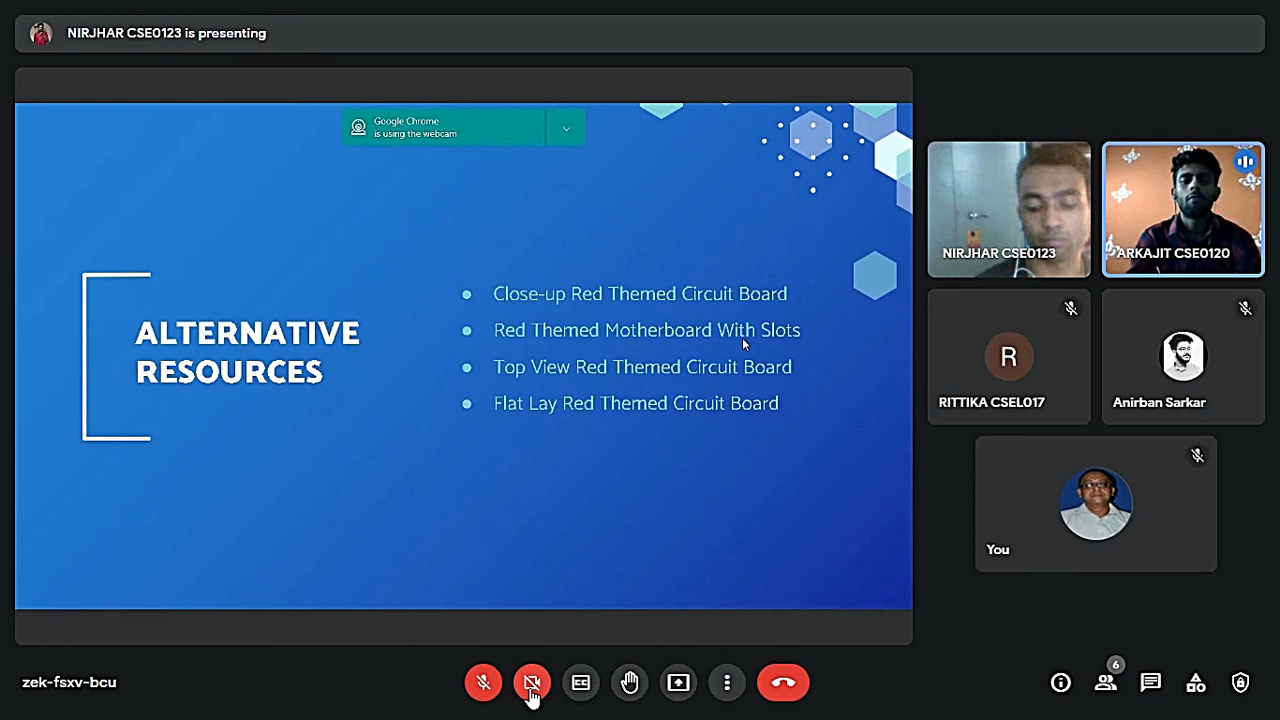 NIRJHAR CSE0123 is presenting
Google Chrome
is using the webcam
ALTERNATIVE
RESOURCES
Close-up Red Themed Circuit Board
Red Themed Motherboard With Slots
Top View Red Themed Circuit Board
Flat Lay Red Themed Circuit Board
NIRJHAR CSE0123
ARKAJIT CSE0120
R
RITTIKA CSEL017
Anirban Sarkar
You
zek-fsxv-bcu
CC
6